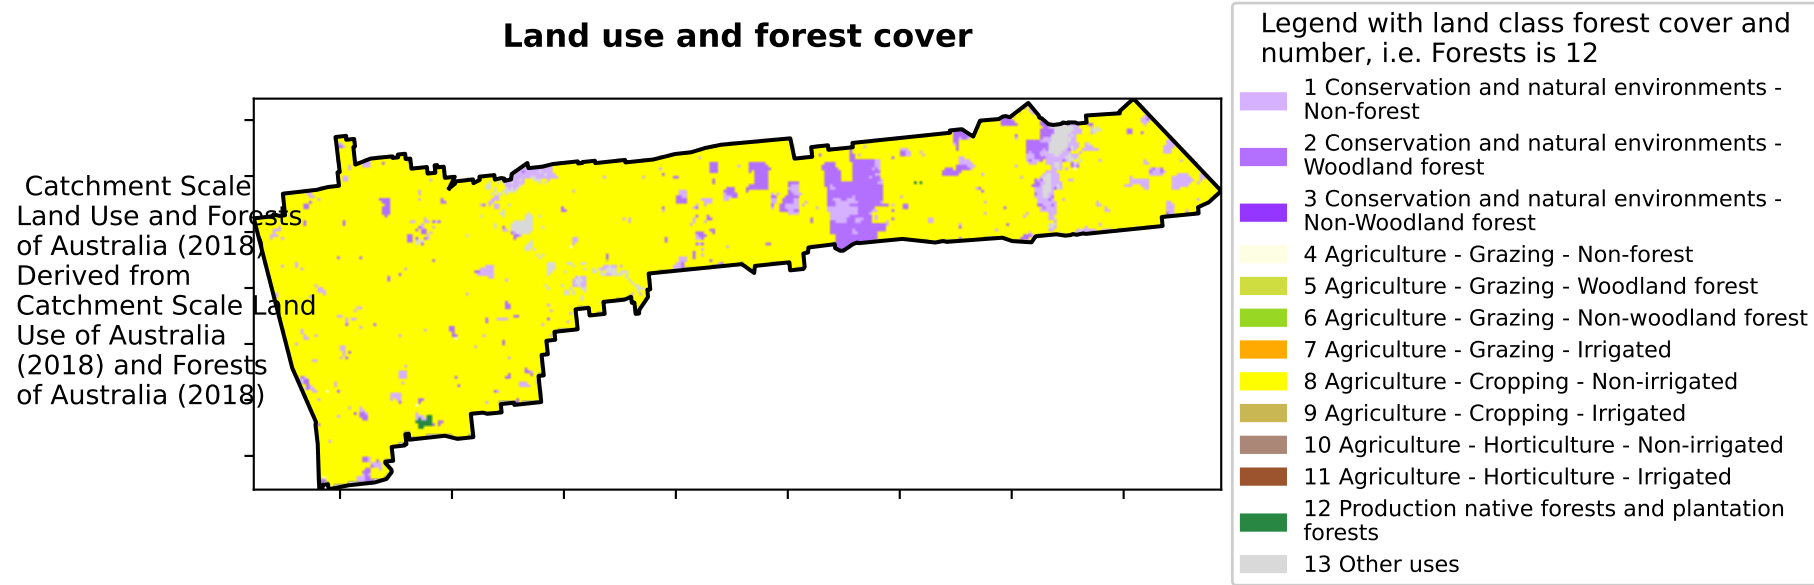 Land use and forest cover
Catchment Scale
Land Use and Forests
of Australia (2018)
Derived from
Catchment Scale Land
Use of Australia
(2018) and Forests
of Australia (2018)
Legend with land class forest cover and
number, i.e. Forests is 12
1 Conservation and natural environments -
Non-forest
2 Conservation and natural environments -
Woodland forest
3 Conservation and natural environments -
Non-Woodland forest
4 Agriculture - Grazing - Non-forest
5 Agriculture - Grazing - Woodland forest
6 Agriculture - Grazing - Non-woodland forest
7 Agriculture - Grazing - Irrigated
8 Agriculture - Cropping - Non-irrigated
9 Agriculture - Cropping - Irrigated
10 Agriculture - Horticulture - Non-irrigated
11 Agriculture - Horticulture - Irrigated
12 Production native forests and plantation
forests
13 Other uses